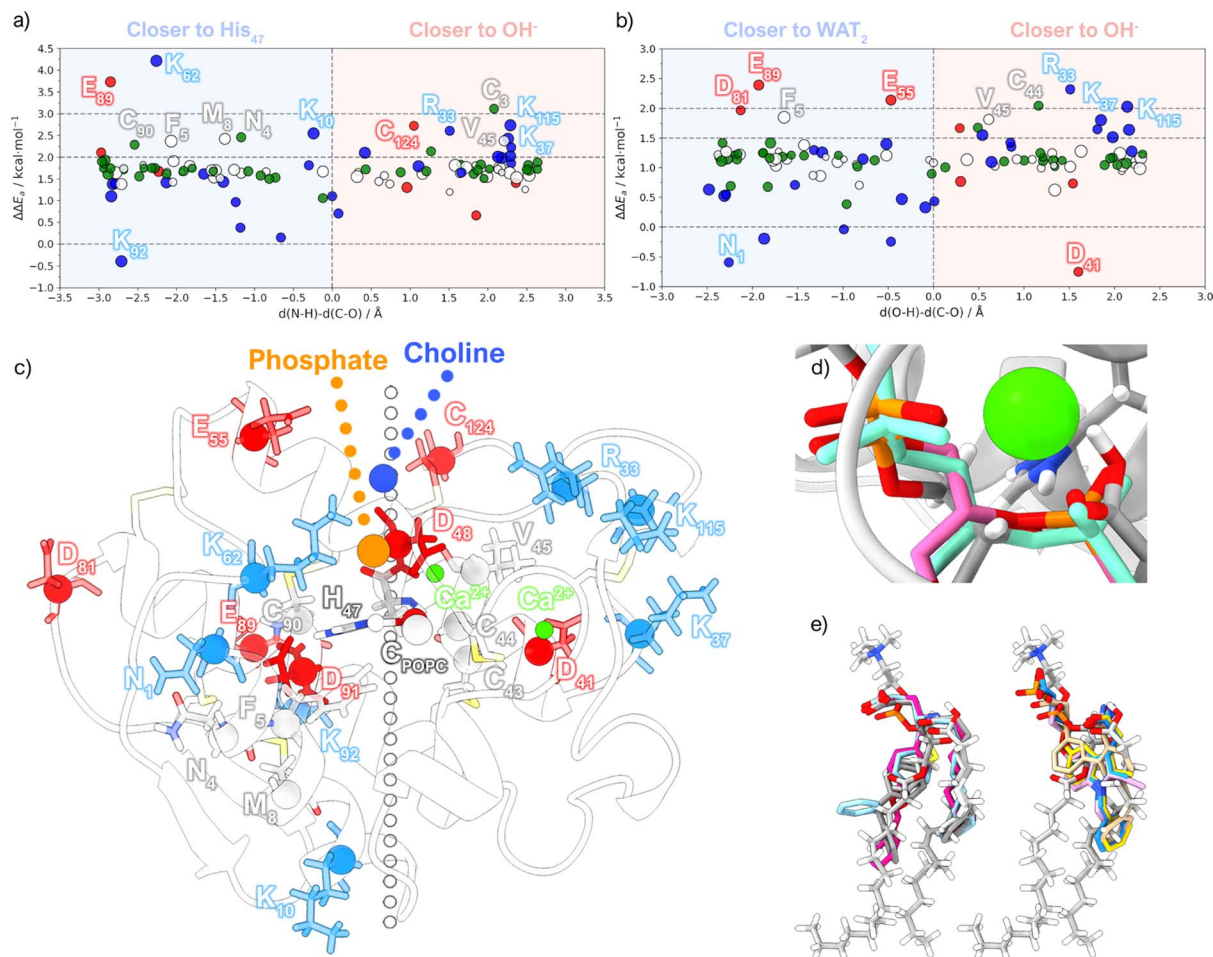 a)
Closer to His47
Closer to OH-
ΔΔEa / kcal·mol−1
4.5
4.0
3.5
3.0
2.5
2.0
1.5
1.0
0.5
0.0
−0.5
−1.0
E89
K62
C90
F5
M8
N4
K10
K92
R33
C124
C3
V45
K115
K37
−3.5 −3.0 −2.5 −2.0 −1.5 −1.0 −0.5 0.0 0.5 1.0 1.5 2.0 2.5 3.0 3.5
d(N-H)-d(C-O) / Å
b)
Closer to WAT2
Closer to OH-
ΔΔEa / kcal·mol−1
3.0
2.5
2.0
1.5
1.0
0.5
0.0
−0.5
−1.0
D81
E89
F5
E55
N1
R33
C44
V45
K37
K115
D41
−3.0 −2.5 −2.0 −1.5 −1.0 −0.5 0.0 0.5 1.0 1.5 2.0 2.5 3.0
d(O-H)-d(C-O) / Å
c)
Phosphate
Choline
E55
C124
R33
K115
D48
V45
K62
D81
H47
Ca2+
Ca2+
E89
C90
C44
K37
CPOPC
N1
D91
D41
C43
F5
K92
N4
M8
K10
d)
e)